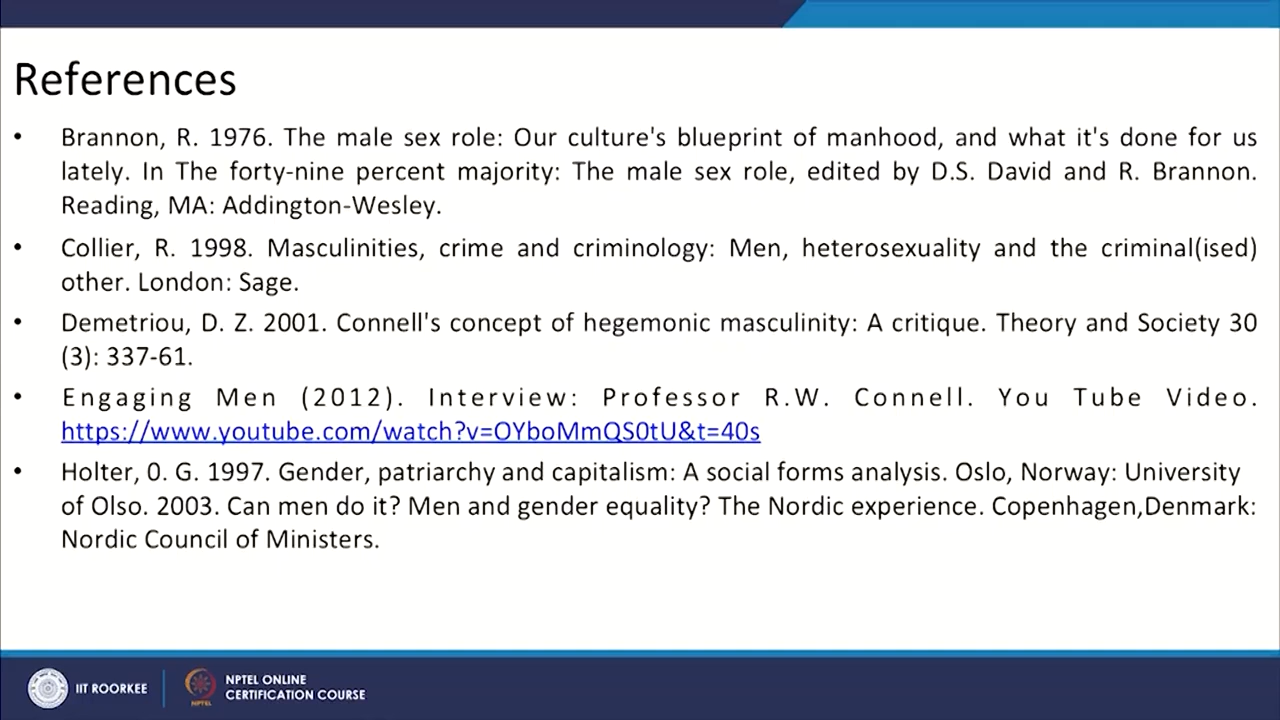 References
• Brannon, R. 1976. The male sex role: Our culture's blueprint of manhood, and what it's done for us
lately. In The forty-nine percent majority: The male sex role, edited by D.S. David and R. Brannon.
Reading, MA: Addington-Wesley.
• Collier, R. 1998. Masculinities, crime and criminology: Men, heterosexuality and the criminal(ised)
other. London: Sage.
• Demetriou, D. Z. 2001. Connell's concept of hegemonic masculinity: A critique. Theory and Society 30
(3): 337-61.
• Engaging Men (2012). Interview: Professor R.W. Connell. You Tube Video.
https://www.youtube.com/watch?v=OYboMmQS0tU&t=40s
• Holter, 0. G. 1997. Gender, patriarchy and capitalism: A social forms analysis. Oslo, Norway: University
of Olso. 2003. Can men do it? Men and gender equality? The Nordic experience. Copenhagen,Denmark:
Nordic Council of Ministers.
IIT ROORKEE
NPTEL
NPTEL ONLINE
CERTIFICATION COURSE